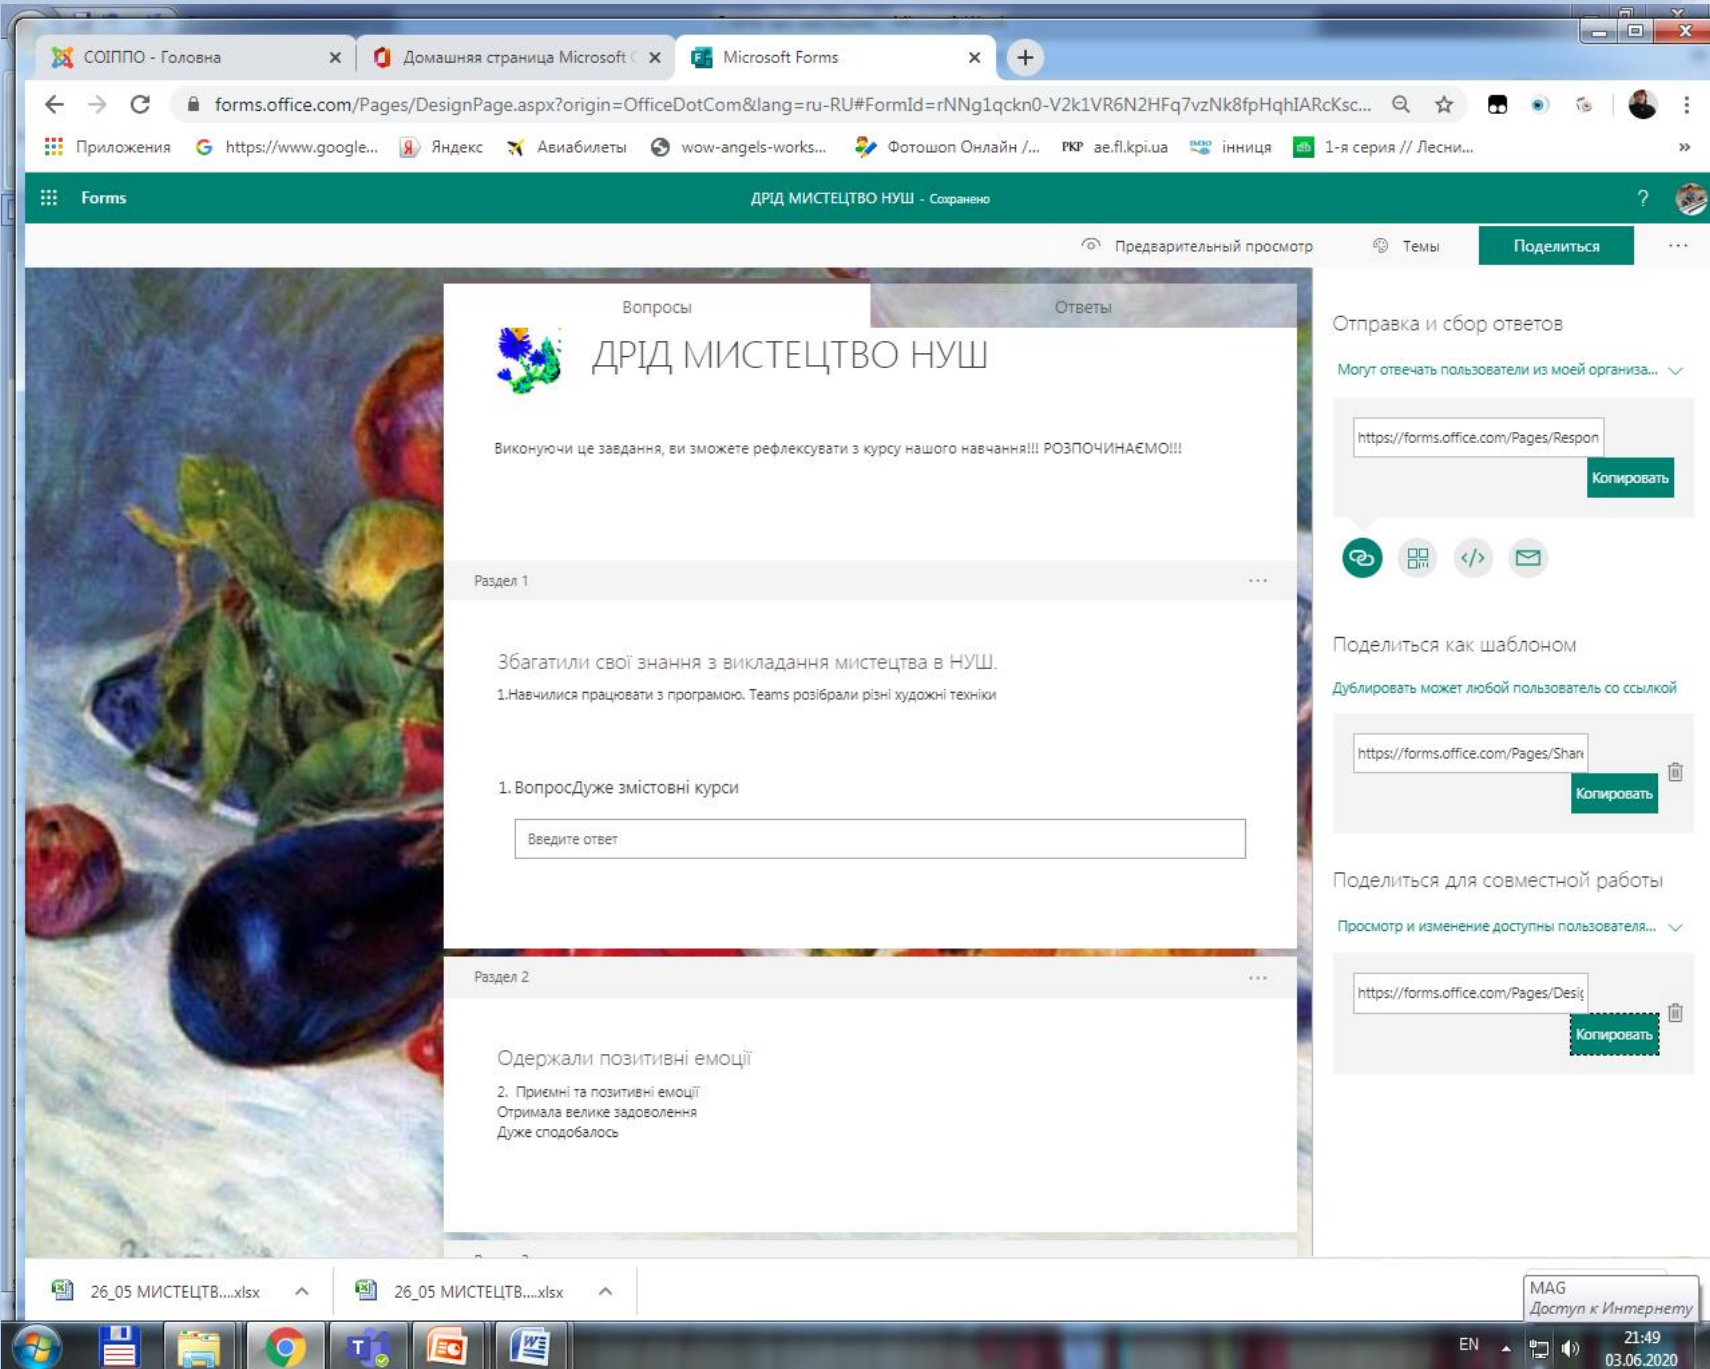 СОІППО - Головна
Домашняя страница Microsoft
Microsoft Forms
forms.office.com/Pages/DesignPage.aspx?origin=OfficeDotCom&lang=ru-RU#FormId=rNNg1qckn0-V2k1VR6N2HFq7vzNk8fpHqhIARcKsc...
Приложения
https://www.google...
Яндекс
Авиабилеты
wow-angels-works...
Фотошоп Онлайн /...
РКР ae.fl.kpi.ua
інниця
1-я серия // Лесни...
»
Forms
ДРІД МИСТЕЦТВО НУШ - Сохранено
?
Предварительный просмотр
Темы
Поделиться
...
Вопросы
Ответы
ДРІД МИСТЕЦТВО НУШ
Виконуючи це завдання, ви зможете рефлексувати з курсу нашого навчання!!! РОЗПОЧИНАЄМО!!!
Раздел 1
...
Збагатили свої знання з викладання мистецтва в НУШ.
1.Навчилися працювати з програмою. Teams розібрали різні художні техніки
1. ВопросДуже змістовні курси
Введите ответ
Раздел 2
...
Одержали позитивні емоції
2. Приємні та позитивні емоції
Отримала велике задоволення
Дуже сподобалось
Отправка и сбор ответов
Могут отвечать пользователи из моей организа...
https://forms.office.com/Pages/Respon
Копировать
Поделиться как шаблоном
Дублировать может любой пользователь со ссылкой
https://forms.office.com/Pages/Share
Копировать
Поделиться для совместной работы
Просмотр и изменение доступны пользователя...
https://forms.office.com/Pages/Desig
Копировать
26_05 МИСТЕЦТВ....xlsx
26_05 МИСТЕЦТВ....xlsx
MAG
Доступ к Интернету
EN
21:49
03.06.2020